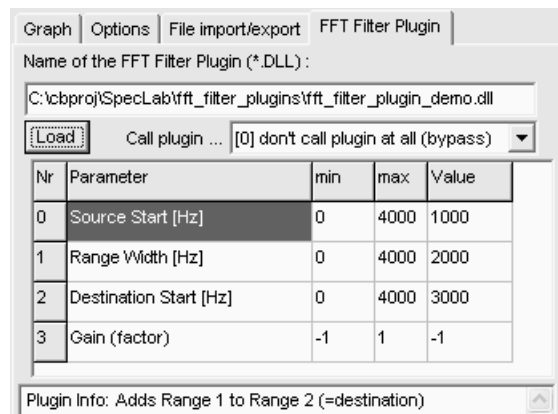 Graph Options File import/export FFT Filter Plugin
Name of the FFT Filter Plugin (*.DLL) :
C:\cbproj\SpecLab\fft_filter_plugins\fft_filter_plugin_demo.dll
Load Call plugin ... [0] don't call plugin at all (bypass)
Nr Parameter min max Value
0 Source Start [Hz] 0 4000 1000
1 Range Width [Hz] 0 4000 2000
2 Destination Start [Hz] 0 4000 3000
3 Gain (factor) -1 1 -1
Plugin Info: Adds Range 1 to Range 2 (=destination)